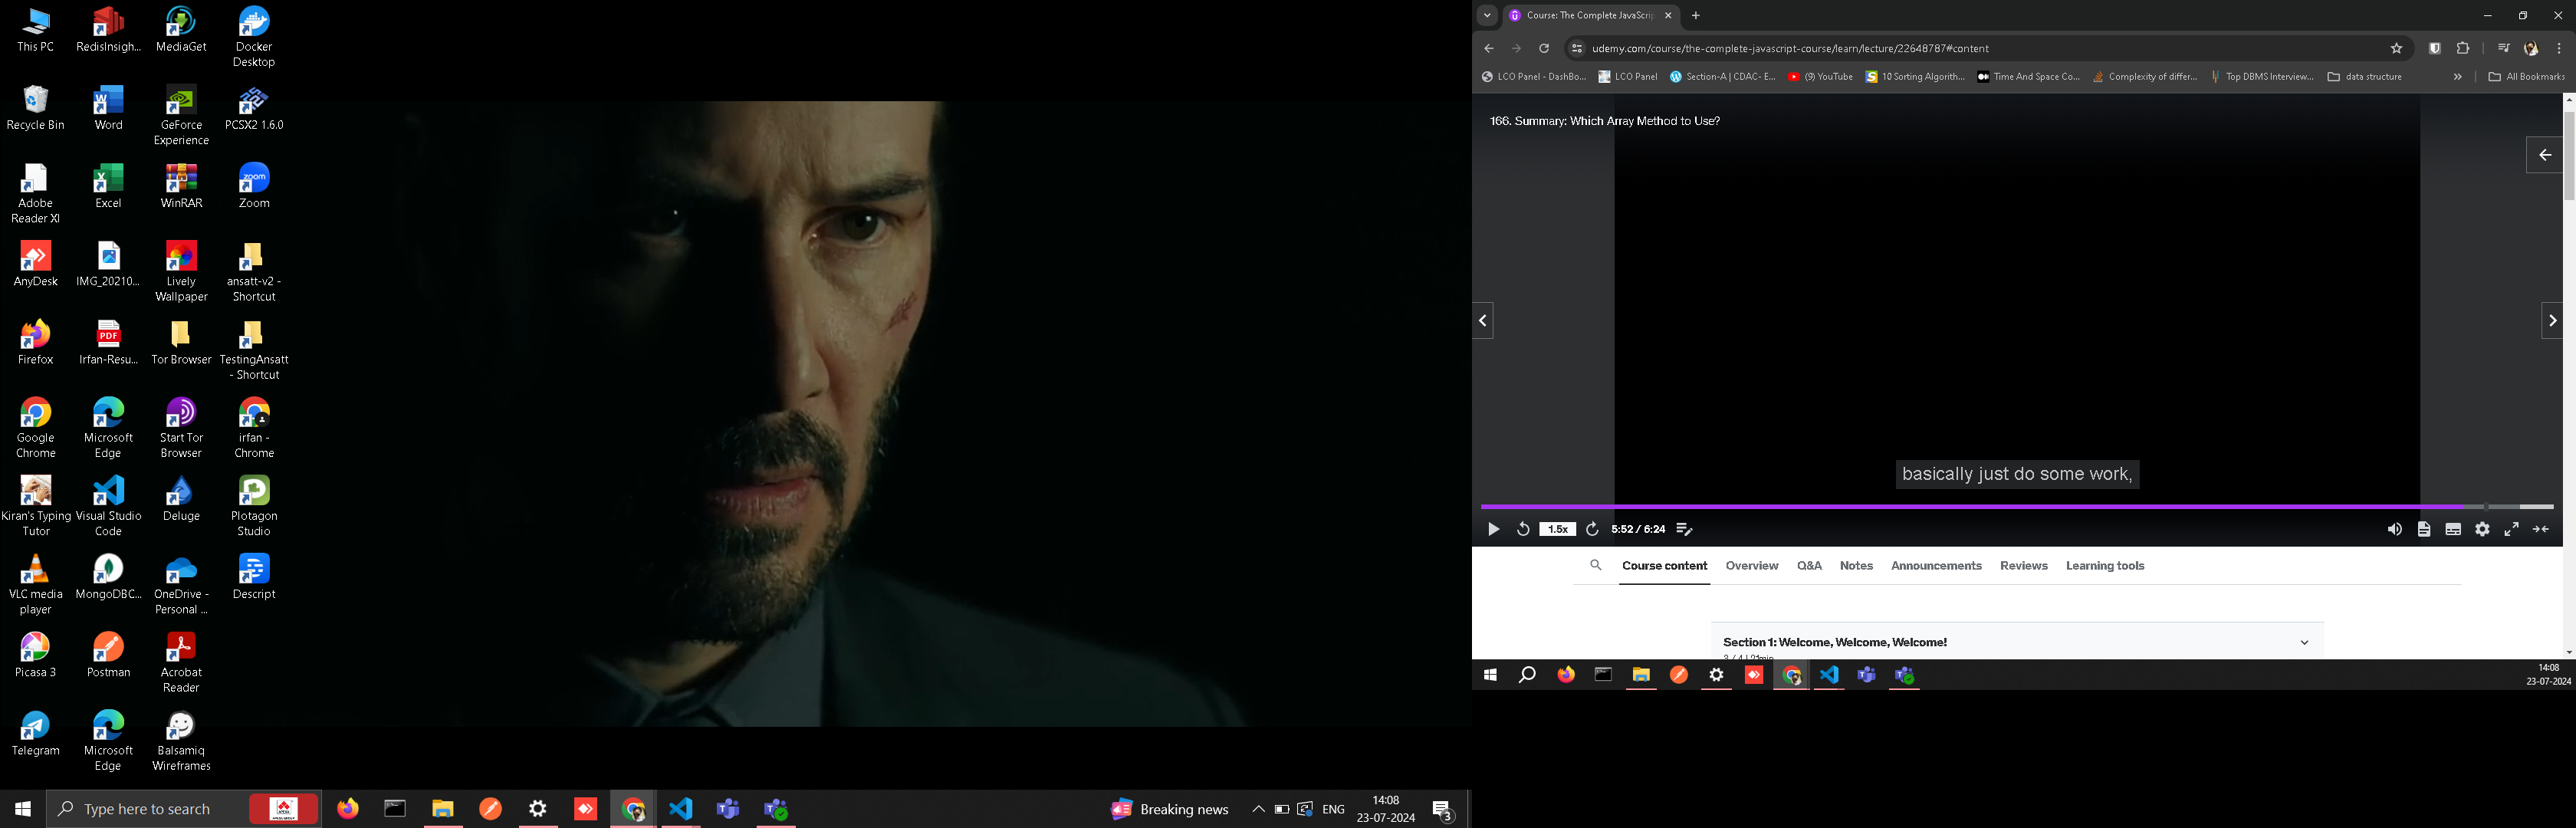 This PC
RedisInsigh...
MediaGet
Docker
Desktop
Recycle Bin
Word
GeForce
Experience
PCSX2 1.6.0
Adobe
Reader XI
Excel
WinRAR
Zoom
zoom
AnyDesk
IMG_20210...
Lively
Wallpaper
ansatt-v2 -
Shortcut
Firefox
PDF
Irfan-Resu...
Tor Browser
TestingAnsatt
- Shortcut
Google
Chrome
Microsoft
Edge
Start Tor
Browser
irfan -
Chrome
Kiran's Typing
Tutor
Visual Studio
Code
Deluge
Plotagon
Studio
VLC media
player
MongoDBC...
OneDrive -
Personal ...
Descript
Picasa 3
Postman
Acrobat
Reader
Telegram
Microsoft
Edge
Balsamiq
Wireframes
Type here to search
Breaking news
ENG
14:08
23-07-2024
3
Course: The Complete JavaScrip
udemy.com/course/the-complete-javascript-course/learn/lecture/22648787#content
LCO Panel - DashBo...
LCO Panel
Section-A | CDAC- E...
(9) YouTube
10 Sorting Algorith...
Time And Space Co...
Complexity of differ...
Top DBMS Interview...
data structure
All Bookmarks
166. Summary: Which Array Method to Use?
basically just do some work,
1.5x
5:52 / 6:24
Course content
Overview
Q&A
Notes
Announcements
Reviews
Learning tools
Section 1: Welcome, Welcome, Welcome!
3 / 4 | 21min
14:08
23-07-2024